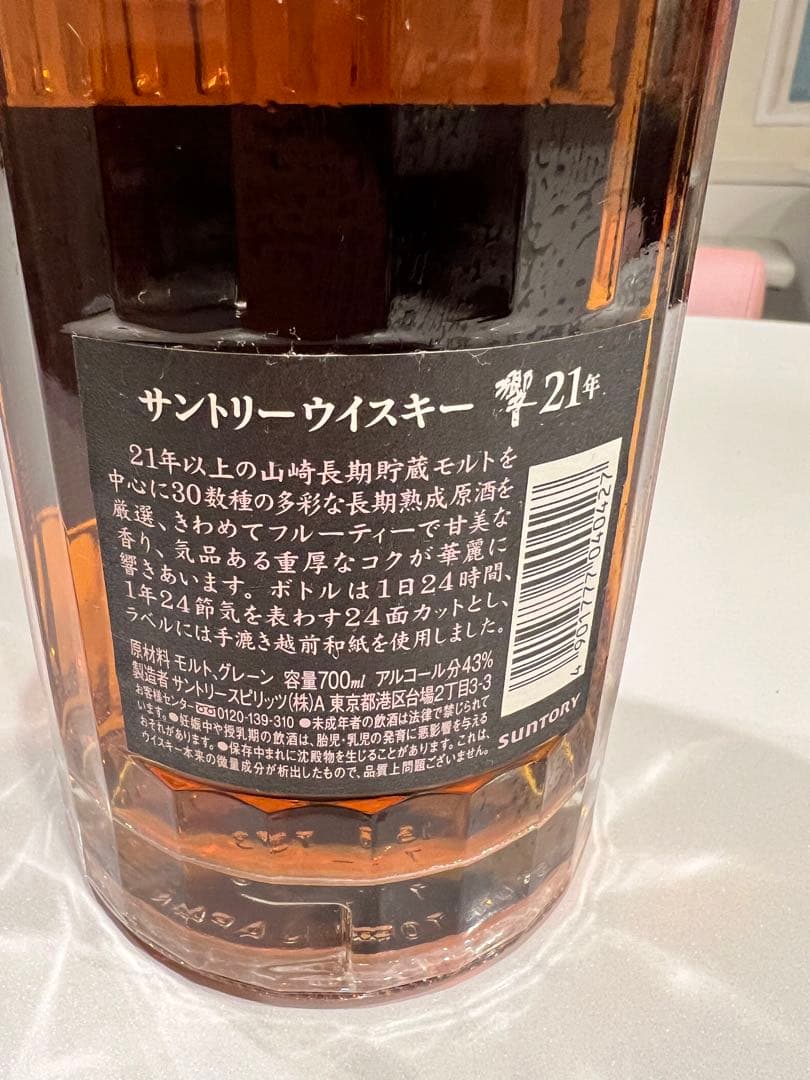 サントリーウイスキー 響 21年
21年以上の山崎長期貯蔵モルトを
中心に30数種の多彩な長期熟成原酒を
厳選、きわめてフルーティーで甘美な
香り、気品ある重厚なコクが華麗に
響きあいます。ボトルは1日24時間、
1年24節気を表わす24面カットとし、
ラベルには手漉き越前和紙を使用しました。
原材料 モルト、グレーン 容量700ml アルコール分43%
製造者 サントリースピリッツ(株)A 東京都港区台場2丁目3-3
お客様センター 0120-139-310 ●未成年者の飲酒は法律で禁じられて
います。●妊娠中や授乳期の飲酒は、胎児・乳児の発育に悪影響を与える
おそれがあります。●保存中まれに沈殿物を生じることがあります。これは、
ウイスキー本来の微量成分が析出したもので、品質上問題ございません。
4 901777 040427
SUNTORY